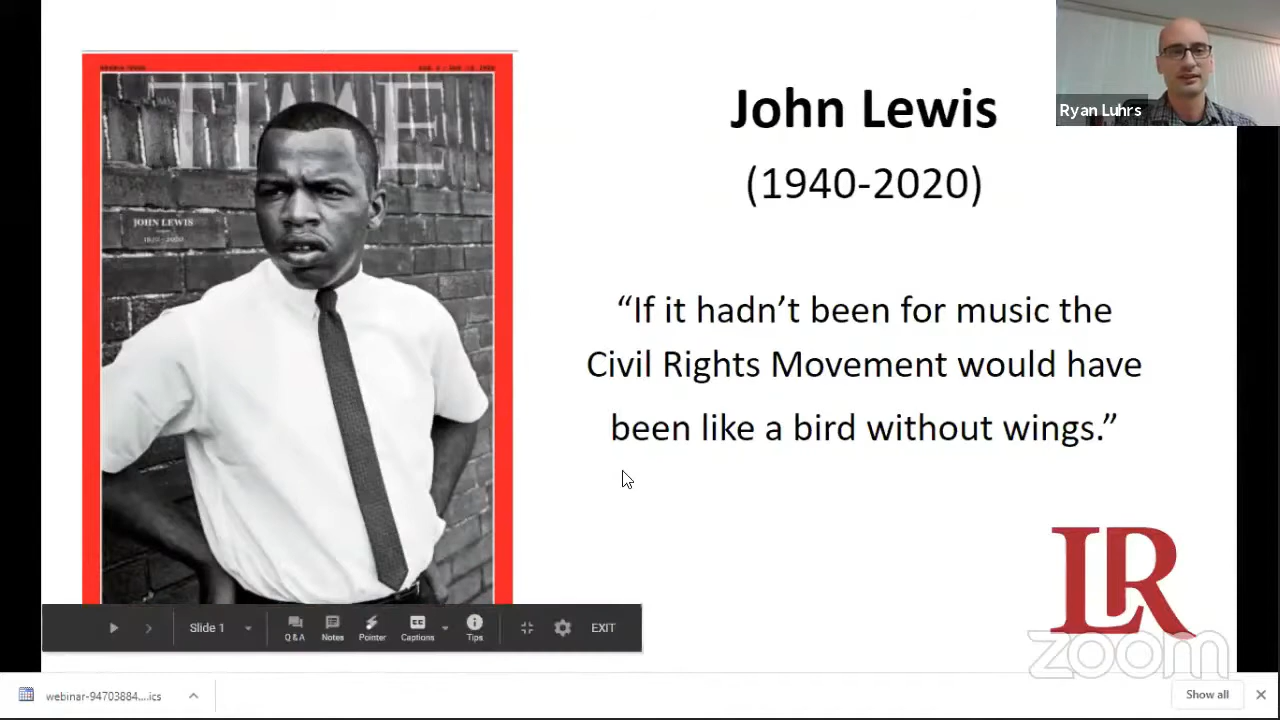 TIME
JOHN LEWIS
John Lewis
(1940-2020)
Ryan Luhrs
“If it hadn’t been for music the
Civil Rights Movement would have
been like a bird without wings.”
LR
zoom
Slide 1
Q & A
Notes
Pointer
CC
Captions
Tips
EXIT
webinar-94703884....ics
Show all